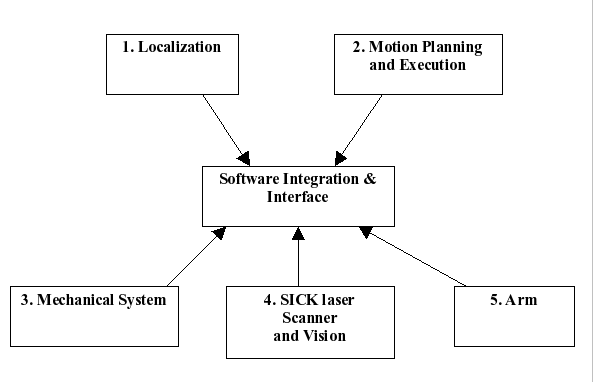 1. Localization
2. Motion Planning
and Execution
Software Integration &
Interface
3. Mechanical System
4. SICK laser
Scanner
and Vision
5. Arm